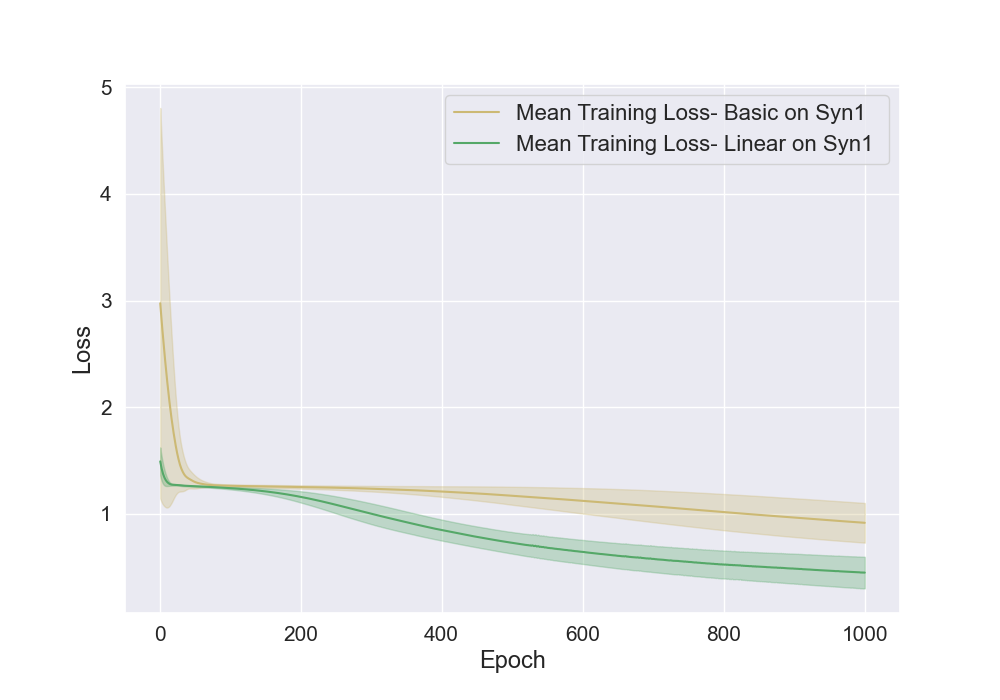 5
4
3
2
1
Loss
Mean Training Loss- Basic on Syn1
Mean Training Loss- Linear on Syn1
0 200 400 600 800 1000
Epoch